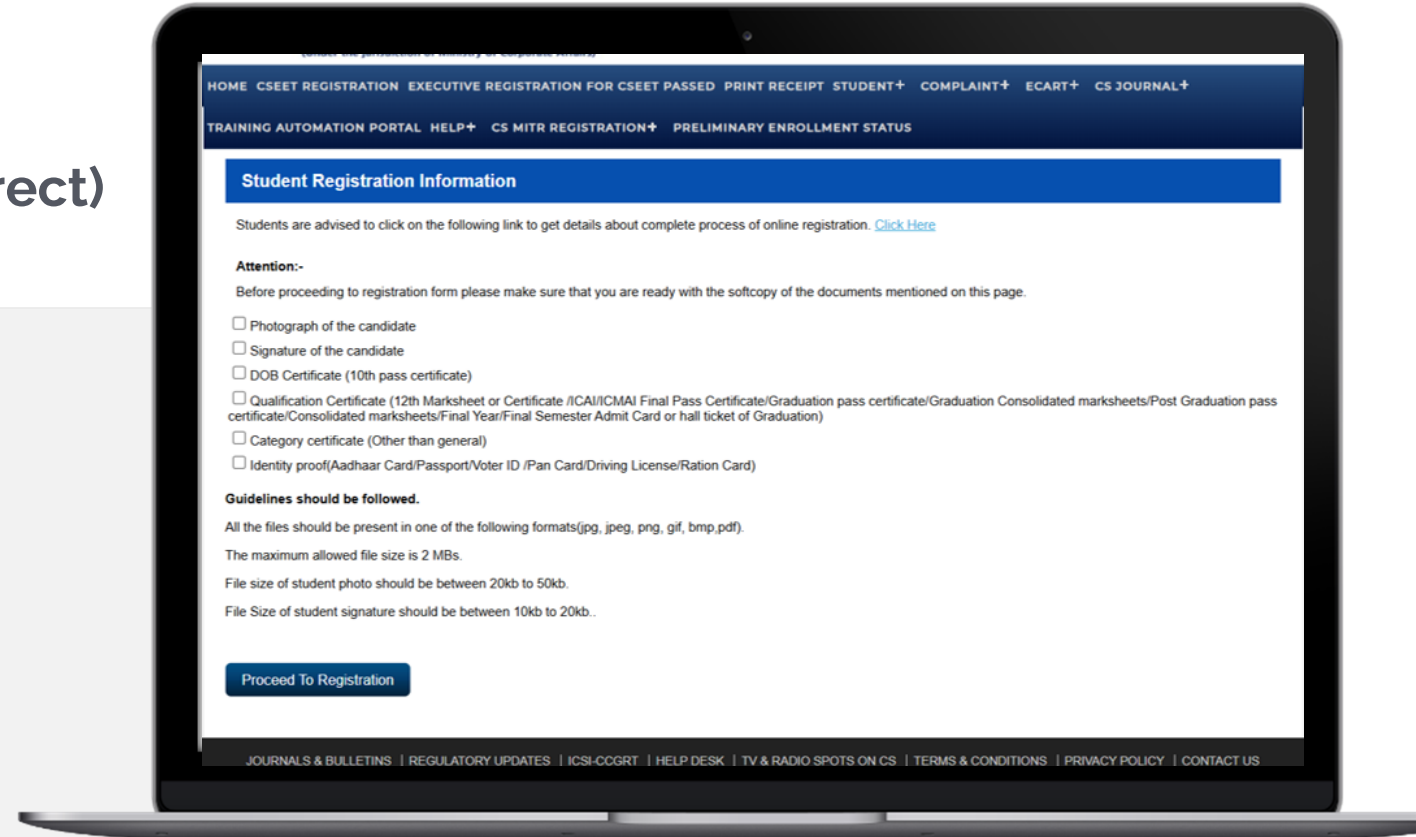 rect)
(Under the jurisdiction of Ministry of Corporate Affairs)
HOME CSEET REGISTRATION EXECUTIVE REGISTRATION FOR CSEET PASSED PRINT RECEIPT STUDENT+ COMPLAINT+ ECART+ CS JOURNAL+
TRAINING AUTOMATION PORTAL HELP+ CS MITR REGISTRATION+ PRELIMINARY ENROLLMENT STATUS
Student Registration Information
Students are advised to click on the following link to get details about complete process of online registration. Click Here
Attention:-
Before proceeding to registration form please make sure that you are ready with the softcopy of the documents mentioned on this page.
Photograph of the candidate
Signature of the candidate
DOB Certificate (10th pass certificate)
Qualification Certificate (12th Marksheet or Certificate /ICAI/ICMAI Final Pass Certificate/Graduation pass certificate/Graduation Consolidated marksheets/Post Graduation pass
certificate/Consolidated marksheets/Final Year/Final Semester Admit Card or hall ticket of Graduation)
Category certificate (Other than general)
Identity proof(Aadhaar Card/Passport/Voter ID /Pan Card/Driving License/Ration Card)
Guidelines should be followed.
All the files should be present in one of the following formats(jpg, jpeg, png, gif, bmp,pdf).
The maximum allowed file size is 2 MBs.
File size of student photo should be between 20kb to 50kb.
File Size of student signature should be between 10kb to 20kb..
Proceed To Registration
JOURNALS & BULLETINS | REGULATORY UPDATES | ICSI-CCGRT | HELP DESK | TV & RADIO SPOTS ON CS | TERMS & CONDITIONS | PRIVACY POLICY | CONTACT US